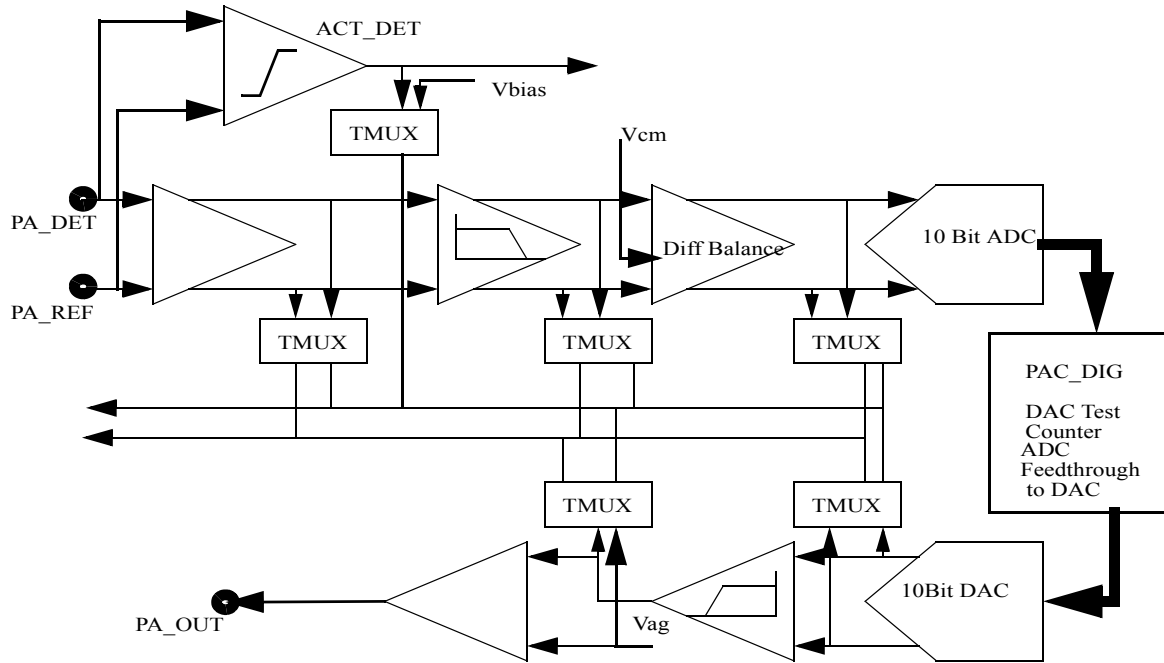 ACT_DET
Vbias
TMUX
Vcm
PA_DET
Diff Balance
10 Bit ADC
PA_REF
TMUX
TMUX
TMUX
PAC_DIG
DAC Test
Counter
ADC
Feedthrough
to DAC
TMUX
TMUX
10Bit DAC
PA_OUT
Vag